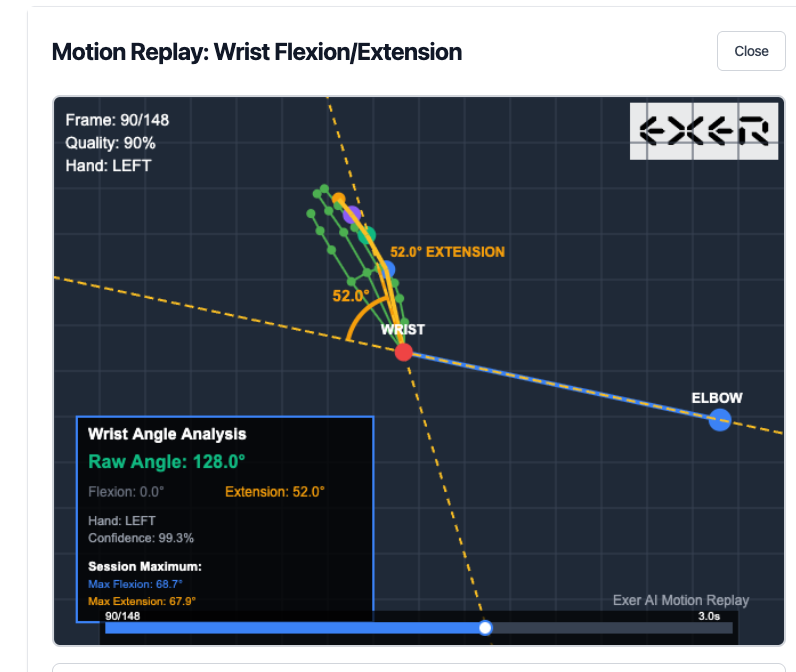 Motion Replay: Wrist Flexion/Extension
Close
Frame: 90/148
Quality: 90%
Hand: LEFT
EXER
52.0° EXTENSION
52.0°
WRIST
ELBOW
Wrist Angle Analysis
Raw Angle: 128.0°
Flexion: 0.0°
Extension: 52.0°
Hand: LEFT
Confidence: 99.3%
Session Maximum:
Max Flexion: 68.7°
Max Extension: 67.9°
Exer AI Motion Replay
90/148
3.0s